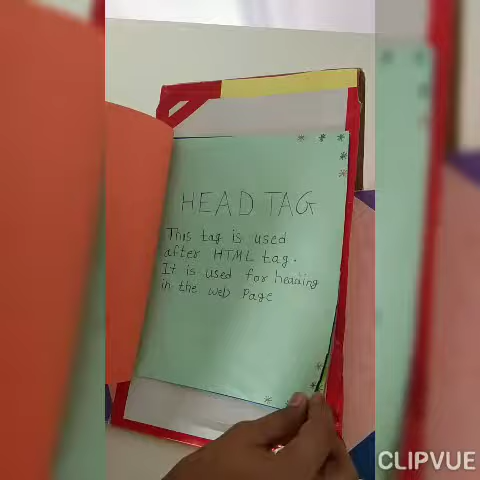 HEAD TAG
This tag is used
after HTML tag.
It is used for heading
in the web Page
CLIPVUE